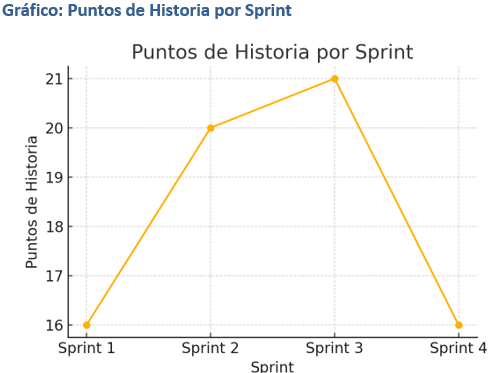 Gráfico: Puntos de Historia por Sprint
Puntos de Historia por Sprint
Puntos de Historia
21
20
19
18
17
16
Sprint 1
Sprint 2
Sprint 3
Sprint 4
Sprint